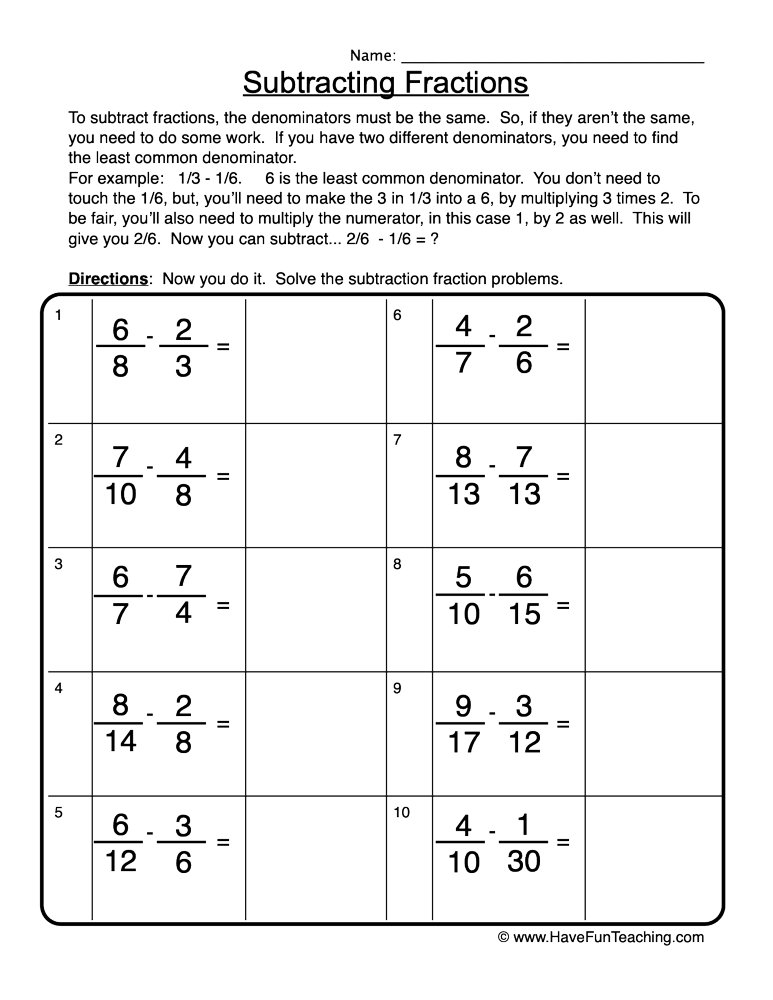 Name: ____________________
Subtracting Fractions
To subtract fractions, the denominators must be the same. So, if they aren't the same,
you need to do some work. If you have two different denominators, you need to find
the least common denominator.
For example: 1/3 - 1/6. 6 is the least common denominator. You don't need to
touch the 1/6, but, you'll need to make the 3 in 1/3 into a 6, by multiplying 3 times 2. To
be fair, you'll also need to multiply the numerator, in this case 1, by 2 as well. This will
give you 2/6. Now you can subtract... 2/6 - 1/6 = ?
Directions: Now you do it. Solve the subtraction fraction problems.
1 6/8 - 2/3 =
2 7/10 - 4/8 =
3 6/7 - 7/4 =
4 8/14 - 2/8 =
5 6/12 - 3/6 =
6 4/7 - 2/6 =
7 8/13 - 7/13 =
8 5/10 - 6/15 =
9 9/17 - 3/12 =
10 4/10 - 1/30 =
© www.HaveFunTeaching.com